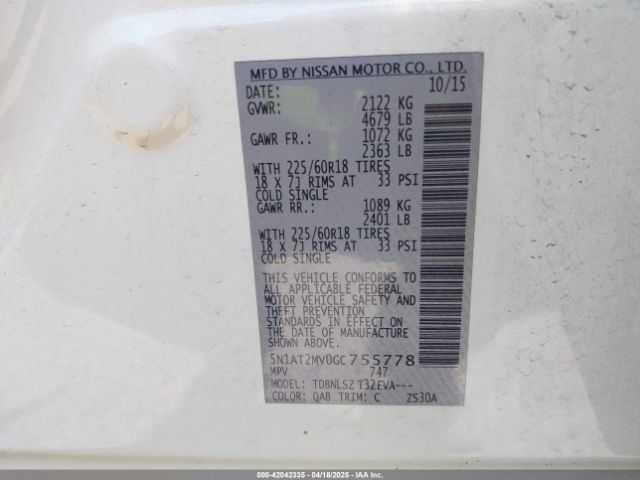 MFD BY NISSAN MOTOR CO., LTD.
DATE: 10/15
GVWR: 2122 KG
4679 LB
GAWR FR.: 1072 KG
2363 LB
WITH 225/60R18 TIRES
18 X 7J RIMS AT 33 PSI
COLD SINGLE
GAWR RR.: 1089 KG
2401 LB
WITH 225/60R18 TIRES
18 X 7J RIMS AT 33 PSI
COLD SINGLE
THIS VEHICLE CONFORMS TO
ALL APPLICABLE FEDERAL
MOTOR VEHICLE SAFETY AND
THEFT PREVENTION
STANDARDS IN EFFECT ON
THE DATE OF MANUFACTURE
SHOWN ABOVE.
5N1AT2MV0GC755778
MPV 747
MODEL: TDBNLSZ T32EVA---
COLOR: QAB TRIM: C ZS30A
000-42042335 - 04/18/2025 - IAAI, Inc.